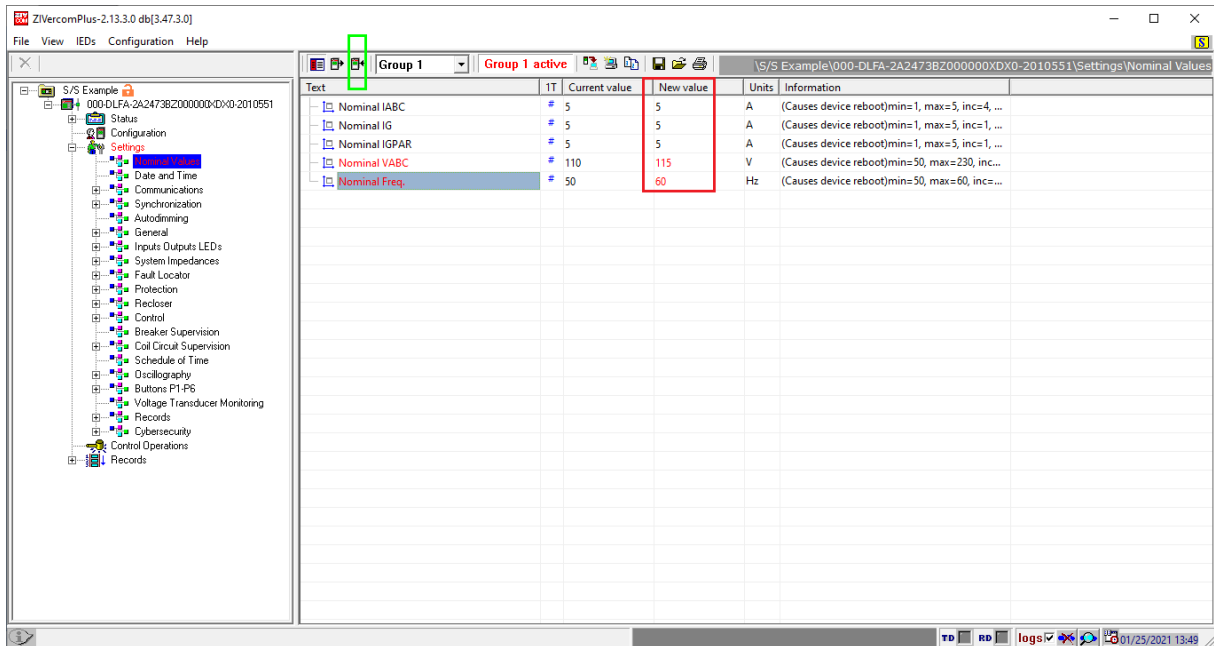 ZIVercomPlus-2.13.3.0 db[3.47.3.0]
File View IEDs Configuration Help
Group 1 Group 1 active \S/S Example\000-DLFA-2A2473BZ000000XDX0-2010551\Settings\Nominal Values
Text 1T Current value New value Units Information
Nominal IABC # 5 5 A (Causes device reboot)min=1, max=5, inc=4, ...
Nominal IG # 5 5 A (Causes device reboot)min=1, max=5, inc=1, ...
Nominal IGPAR # 5 5 A (Causes device reboot)min=1, max=5, inc=1, ...
Nominal VABC # 110 115 V (Causes device reboot)min=50, max=230, inc...
Nominal Freq. # 50 60 Hz (Causes device reboot)min=50, max=60, inc=...
S/S Example
000-DLFA-2A2473BZ000000XDX0-2010551
Status
Configuration
Settings
Nominal Values
Date and Time
Communications
Synchronization
Autodimming
General
Inputs Outputs LEDs
System Impedances
Fault Locator
Protection
Recloser
Control
Breaker Supervision
Coil Circuit Supervision
Schedule of Time
Oscillography
Buttons P1-P6
Voltage Transducer Monitoring
Records
Cybersecurity
Control Operations
Records
TD RD logs 01/25/2021 13:49